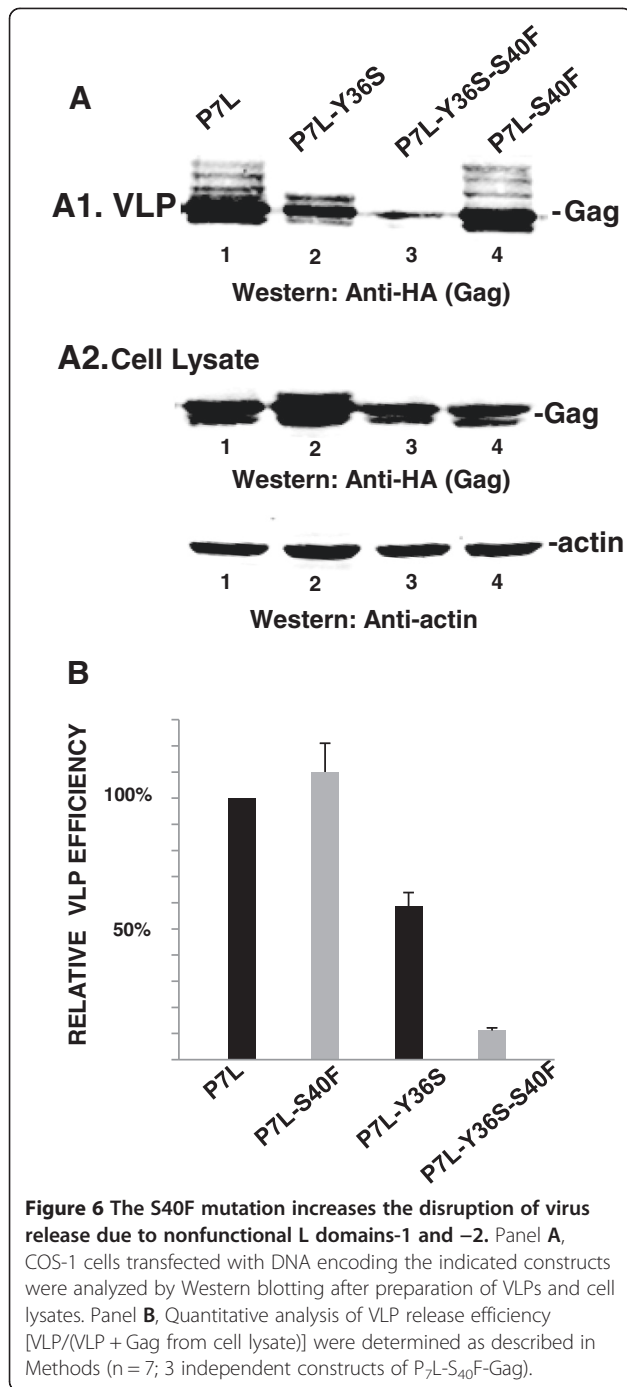 A
P7L
P7L-Y36S
P7L-Y36S-S40F
P7L-S40F
A1. VLP
-Gag
1 2 3 4
Western: Anti-HA (Gag)
A2. Cell Lysate
-Gag
1 2 3 4
Western: Anti-HA (Gag)
-actin
1 2 3 4
Western: Anti-actin
B
RELATIVE VLP EFFICIENCY
100%
50%
P7L
P7L-S40F
P7L-Y36S
P7L-Y36S-S40F
Figure 6 The S40F mutation increases the disruption of virus
release due to nonfunctional L domains-1 and −2. Panel A,
COS-1 cells transfected with DNA encoding the indicated constructs
were analyzed by Western blotting after preparation of VLPs and cell
lysates. Panel B, Quantitative analysis of VLP release efficiency
[VLP/(VLP + Gag from cell lysate)] were determined as described in
Methods (n = 7; 3 independent constructs of P₇L-S₄₀F-Gag).